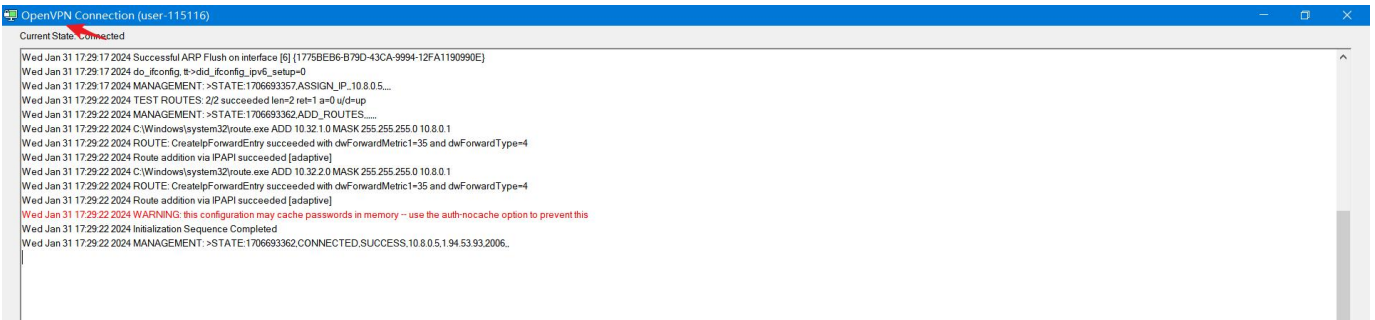 OpenVPN Connection (user-115116)
Current State: Connected
Wed Jan 31 17:29:17 2024 Successful ARP Flush on interface [6] {1775BEB6-B79D-43CA-9994-12FA1190990E}
Wed Jan 31 17:29:17 2024 do_ifconfig, tt->did_ifconfig_ipv6_setup=0
Wed Jan 31 17:29:17 2024 MANAGEMENT: >STATE:1706693357,ASSIGN_IP,,10.8.0.5,,,,
Wed Jan 31 17:29:22 2024 TEST ROUTES: 2/2 succeeded len=2 ret=1 a=0 u/d=up
Wed Jan 31 17:29:22 2024 MANAGEMENT: >STATE:1706693362,ADD_ROUTES,,,,,,
Wed Jan 31 17:29:22 2024 C:\Windows\system32\route.exe ADD 10.32.1.0 MASK 255.255.255.0 10.8.0.1
Wed Jan 31 17:29:22 2024 ROUTE: CreateIpForwardEntry succeeded with dwForwardMetric1=35 and dwForwardType=4
Wed Jan 31 17:29:22 2024 Route addition via IPAPI succeeded [adaptive]
Wed Jan 31 17:29:22 2024 C:\Windows\system32\route.exe ADD 10.32.2.0 MASK 255.255.255.0 10.8.0.1
Wed Jan 31 17:29:22 2024 ROUTE: CreateIpForwardEntry succeeded with dwForwardMetric1=35 and dwForwardType=4
Wed Jan 31 17:29:22 2024 Route addition via IPAPI succeeded [adaptive]
Wed Jan 31 17:29:22 2024 WARNING: this configuration may cache passwords in memory -- use the auth-nocache option to prevent this
Wed Jan 31 17:29:22 2024 Initialization Sequence Completed
Wed Jan 31 17:29:22 2024 MANAGEMENT: >STATE:1706693362,CONNECTED,SUCCESS,10.8.0.5,1.94.53.93,2006,,